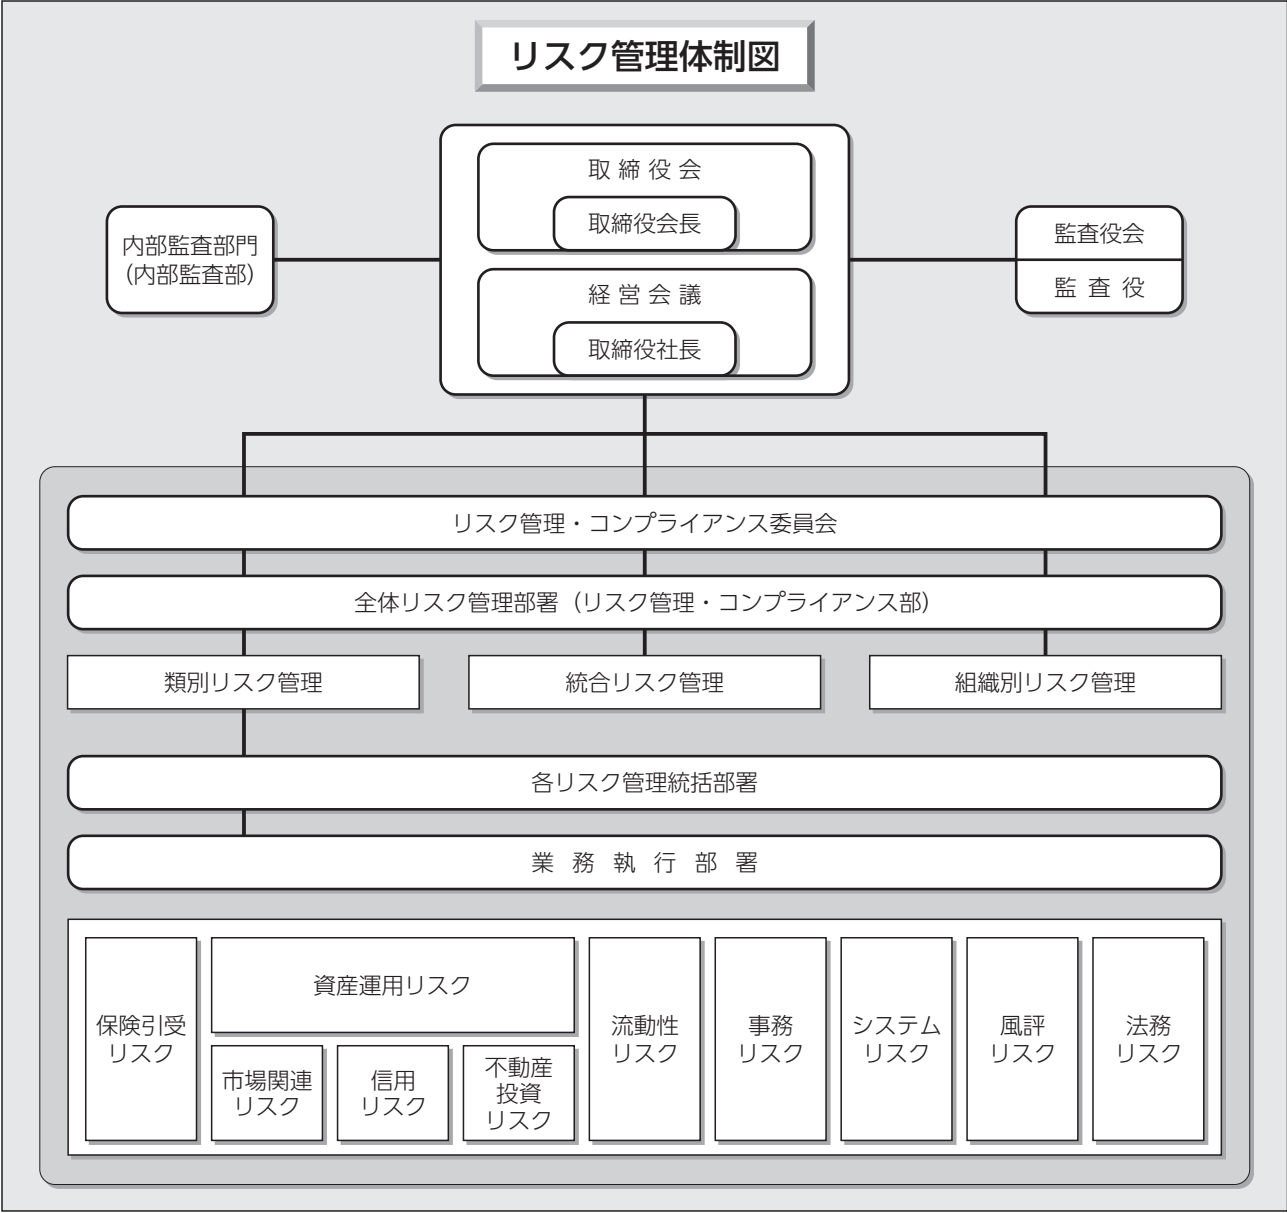 リスク管理体制図
取締役会
取締役会長
経営会議
取締役社長
内部監査部門
（内部監査部）
監査役会
監査役
リスク管理・コンプライアンス委員会
全体リスク管理部署（リスク管理・コンプライアンス部）
類別リスク管理
統合リスク管理
組織別リスク管理
各リスク管理統括部署
業務執行部署
保険引受
リスク
資産運用リスク
市場関連
リスク
信用
リスク
不動産
投資
リスク
流動性
リスク
事務
リスク
システム
リスク
風評
リスク
法務
リスク